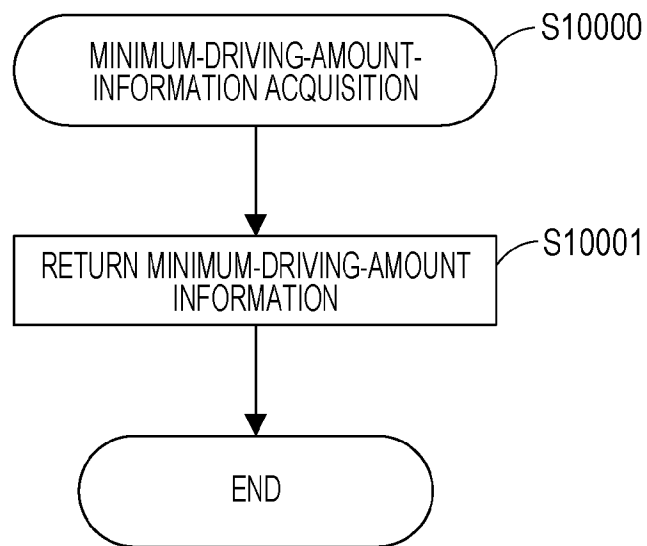 MINIMUM-DRIVING-AMOUNT-
INFORMATION ACQUISITION
S10000
RETURN MINIMUM-DRIVING-AMOUNT
INFORMATION
S10001
END